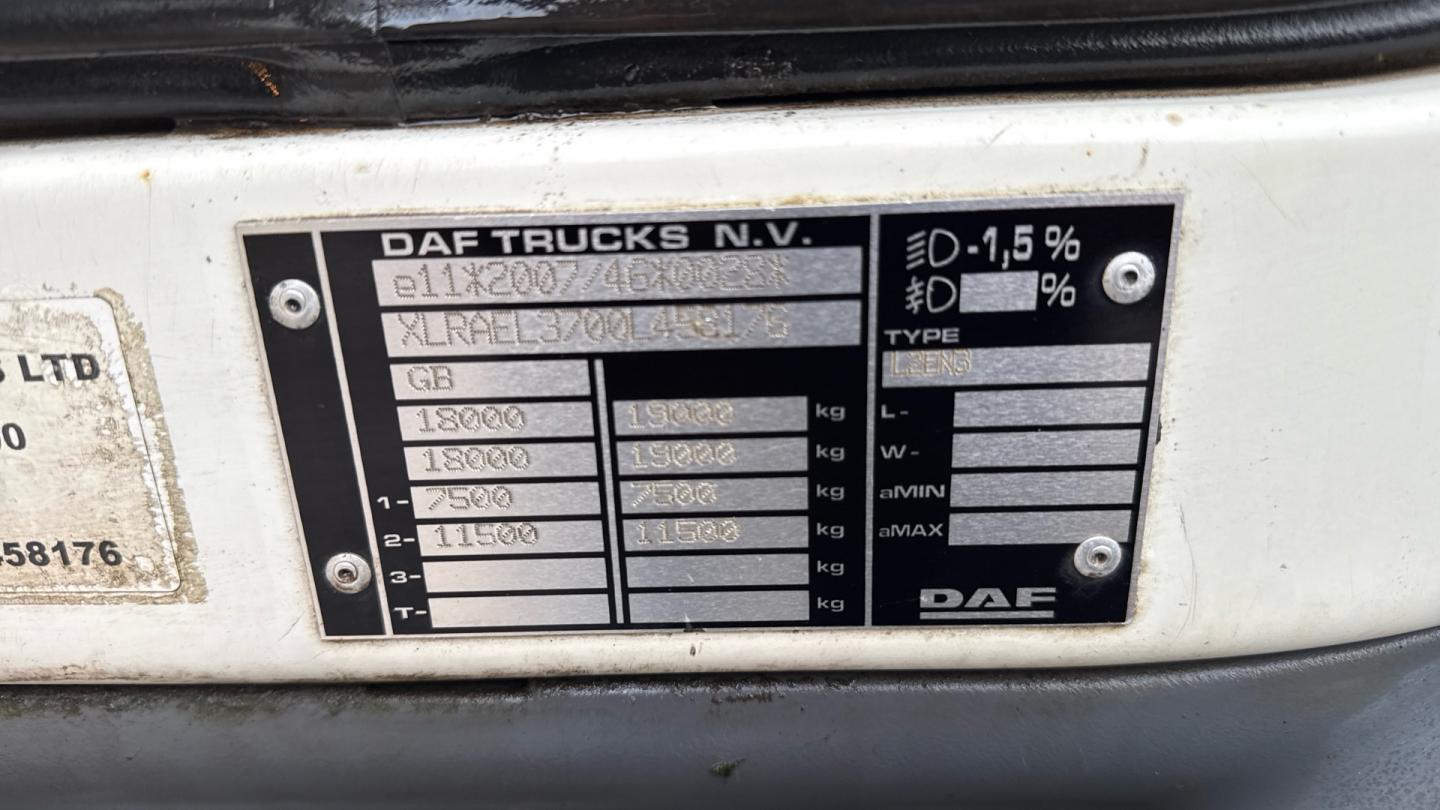 DAF TRUCKS N.V.
e11*2007/46*0028*
XLRAEL3700L458176
GB
18000 19000 kg
18000 19000 kg
1- 7500 7500 kg
2- 11500 11500 kg
3- kg
T- kg
-1,5 %
%
TYPE
L2EN3
L-
W-
aMIN
aMAX
DAF
LTD
458176